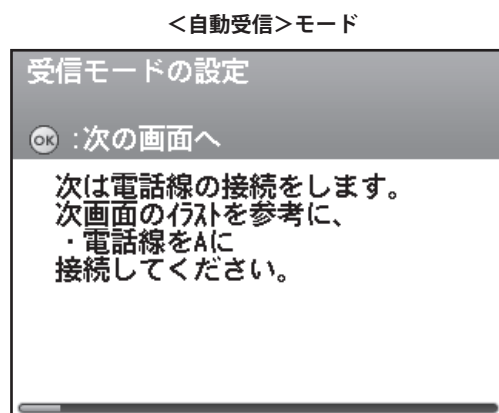 ＜自動受信＞モード
受信モードの設定
OK :次の画面へ
次は電話線の接続をします。
次画面のｲﾗｽﾄを参考に、
・電話線をAに
接続してください。